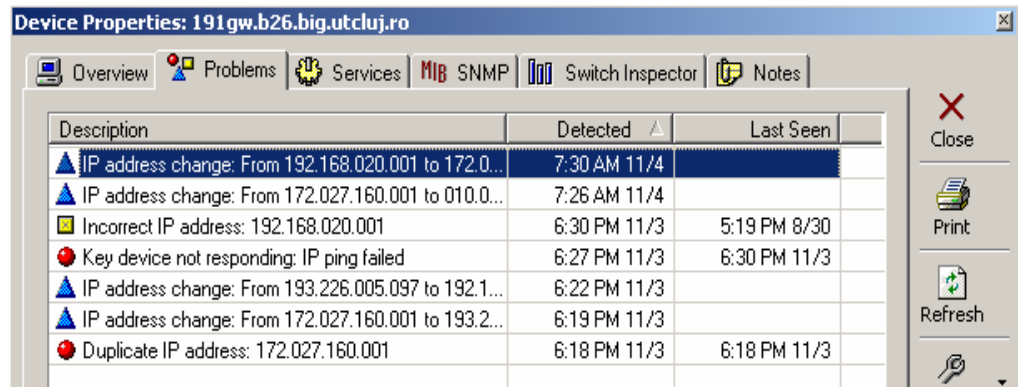 Device Properties: 191gw.b26.big.utcluj.ro
Overview Problems Services MIB SNMP Switch Inspector Notes
Description Detected Last Seen
IP address change: From 192.168.020.001 to 172.0... 7:30 AM 11/4
IP address change: From 172.027.160.001 to 010.0... 7:26 AM 11/4
Incorrect IP address: 192.168.020.001 6:30 PM 11/3 5:19 PM 8/30
Key device not responding: IP ping failed 6:27 PM 11/3 6:30 PM 11/3
IP address change: From 193.226.005.097 to 192.1... 6:22 PM 11/3
IP address change: From 172.027.160.001 to 193.2... 6:19 PM 11/3
Duplicate IP address: 172.027.160.001 6:18 PM 11/3 6:18 PM 11/3
Close
Print
Refresh